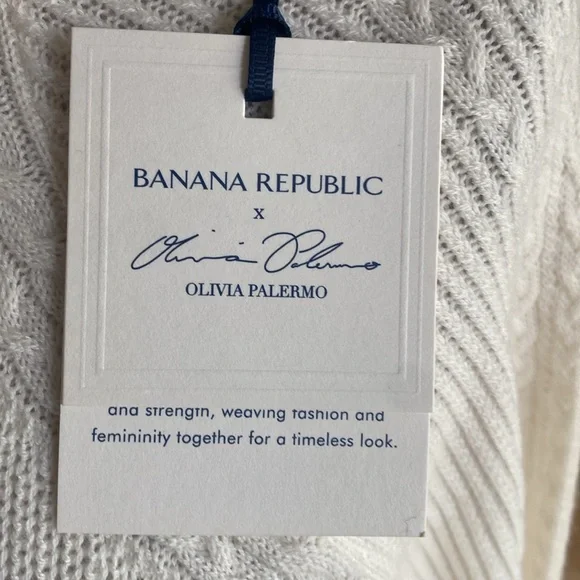 BANANA REPUBLIC
x
Olivia Palermo
OLIVIA PALERMO
and strength, weaving fashion and
femininity together for a timeless look.